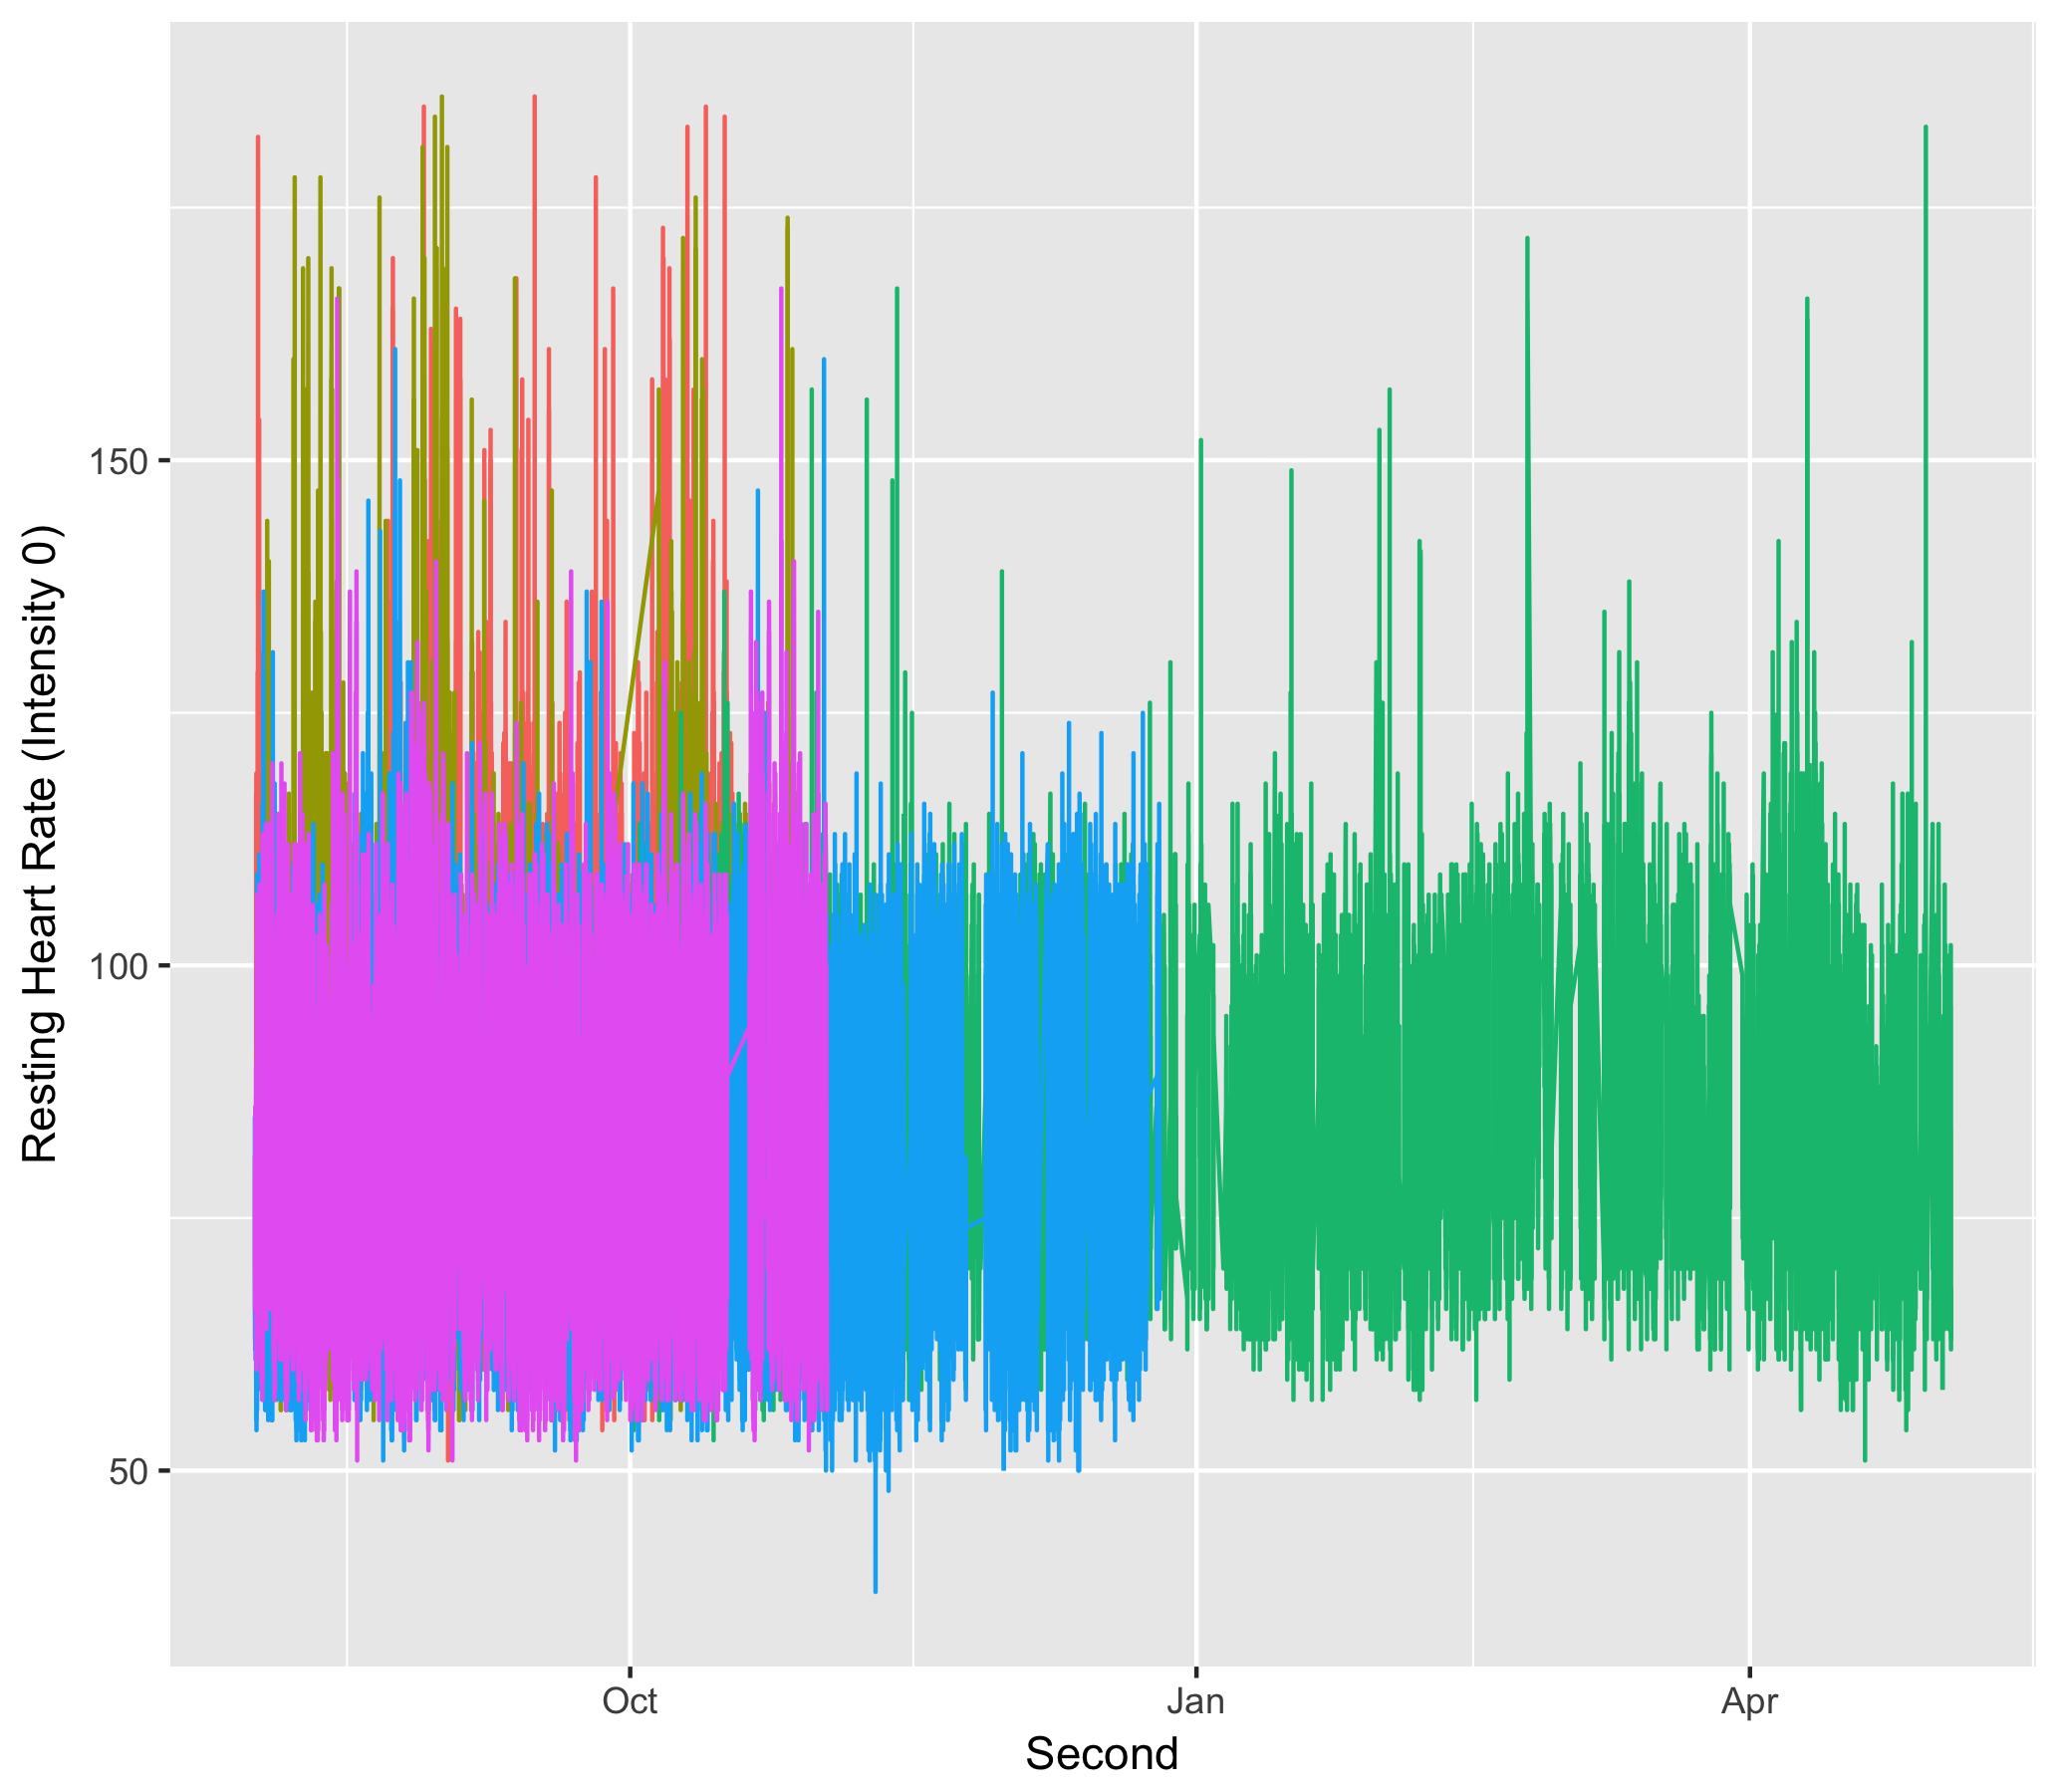 Resting Heart Rate (Intensity 0)
150
100
50
Oct
Jan
Apr
Second